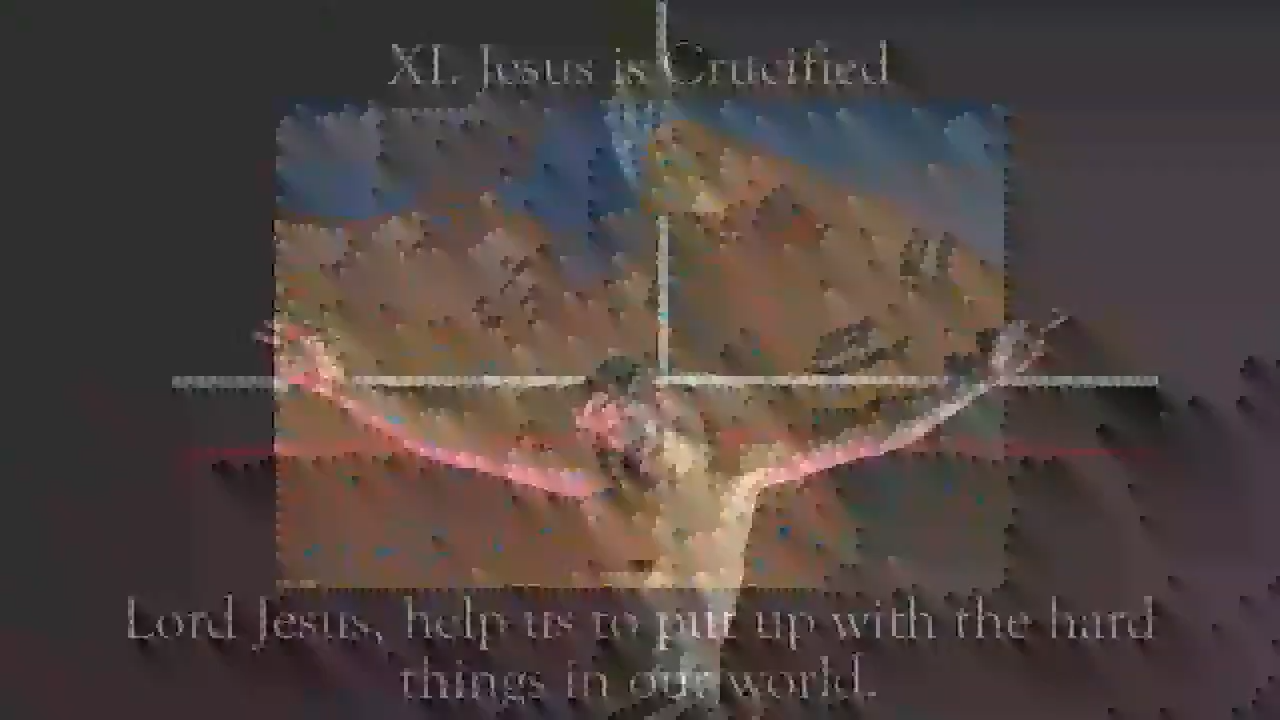 XI. Jesus is Crucified
Lord Jesus, help us to put up with the hard
things in our world.